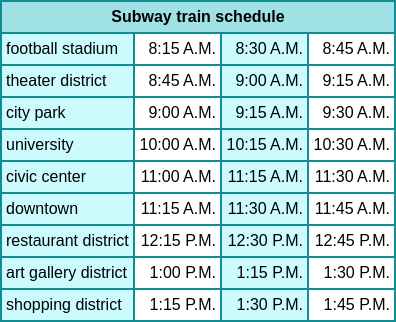 Subway train schedule
football stadium 8:15 A.M. 8:30 A.M. 8:45 A.M.
theater district 8:45 A.M. 9:00 A.M. 9:15 A.M.
city park 9:00 A.M. 9:15 A.M. 9:30 A.M.
university 10:00 A.M. 10:15 A.M. 10:30 A.M.
civic center 11:00 A.M. 11:15 A.M. 11:30 A.M.
downtown 11:15 A.M. 11:30 A.M. 11:45 A.M.
restaurant district 12:15 P.M. 12:30 P.M. 12:45 P.M.
art gallery district 1:00 P.M. 1:15 P.M. 1:30 P.M.
shopping district 1:15 P.M. 1:30 P.M. 1:45 P.M.